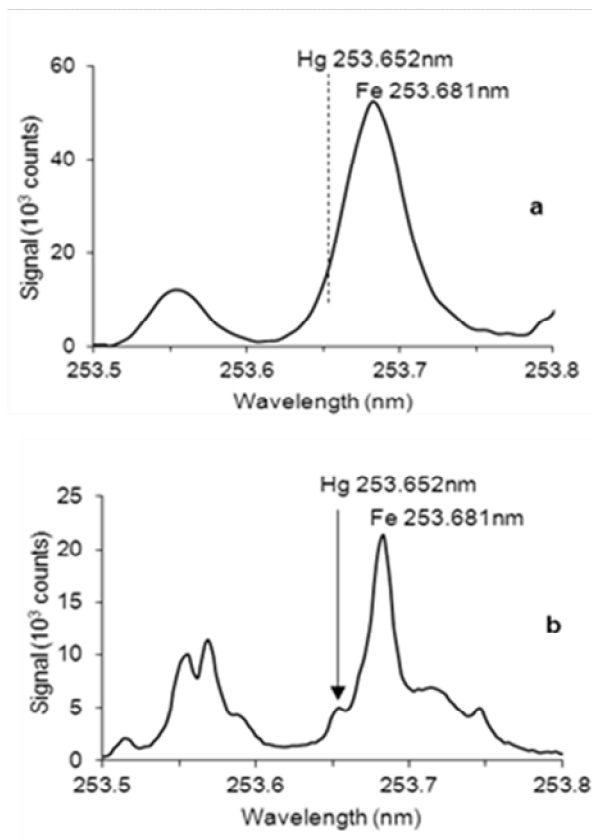 Hg 253.652nm
Fe 253.681nm
60
40
20
0
Signal (10³ counts)
a
253.5 253.6 253.7 253.8
Wavelength (nm)
Hg 253.652nm
Fe 253.681nm
25
20
15
10
5
0
Signal (10³ counts)
b
253.5 253.6 253.7 253.8
Wavelength (nm)